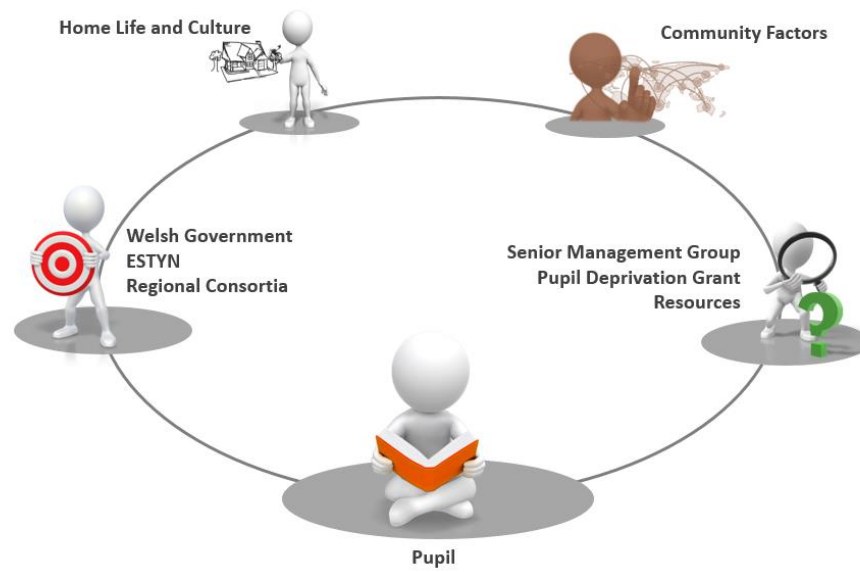 Home Life and Culture
Community Factors
Welsh Government
ESTYN
Regional Consortia
Senior Management Group
Pupil Deprivation Grant
Resources
Pupil